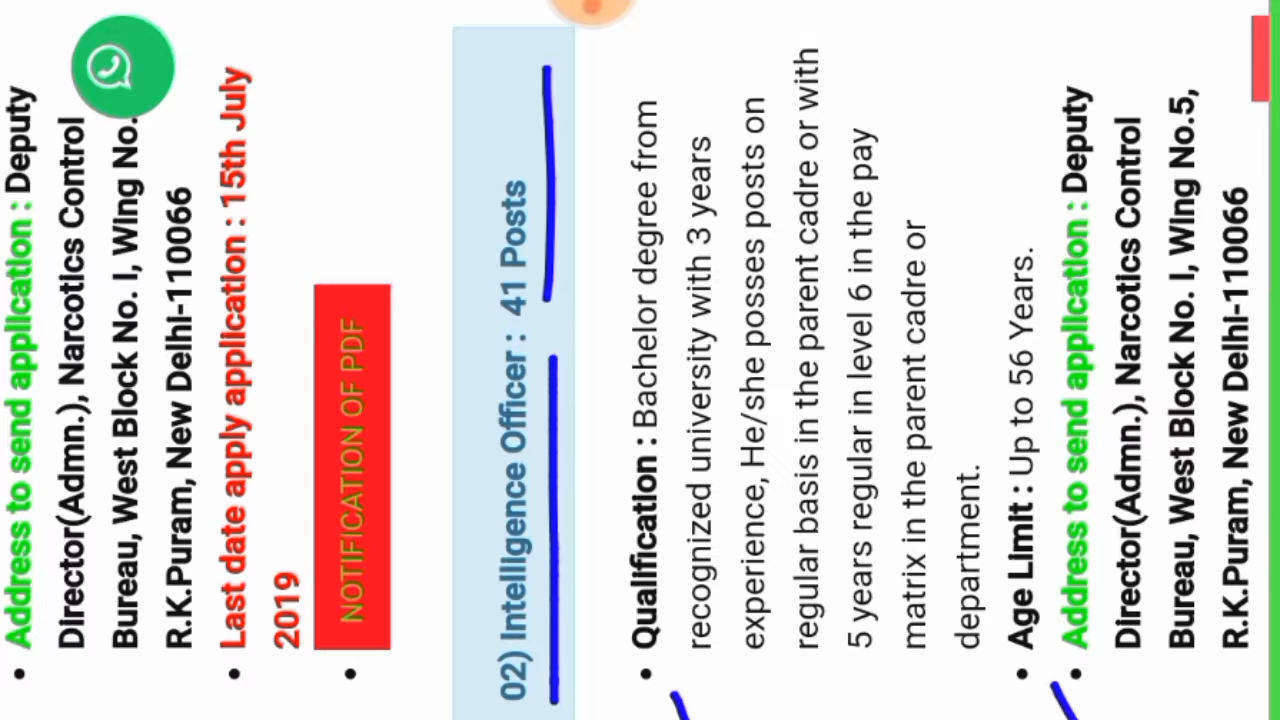 Address to send application : Deputy
Director(Admn.), Narcotics Control
Bureau, West Block No. I, Wing No.
R.K.Puram, New Delhi-110066
Last date apply application : 15th July
2019
NOTIFICATION OF PDF
02) Intelligence Officer : 41 Posts
Qualification : Bachelor degree from
recognized university with 3 years
experience, He/she posses posts on
regular basis in the parent cadre or with
5 years regular in level 6 in the pay
matrix in the parent cadre or
department.
Age Limit : Up to 56 Years.
Address to send application : Deputy
Director(Admn.), Narcotics Control
Bureau, West Block No. I, Wing No.5,
R.K.Puram, New Delhi-110066